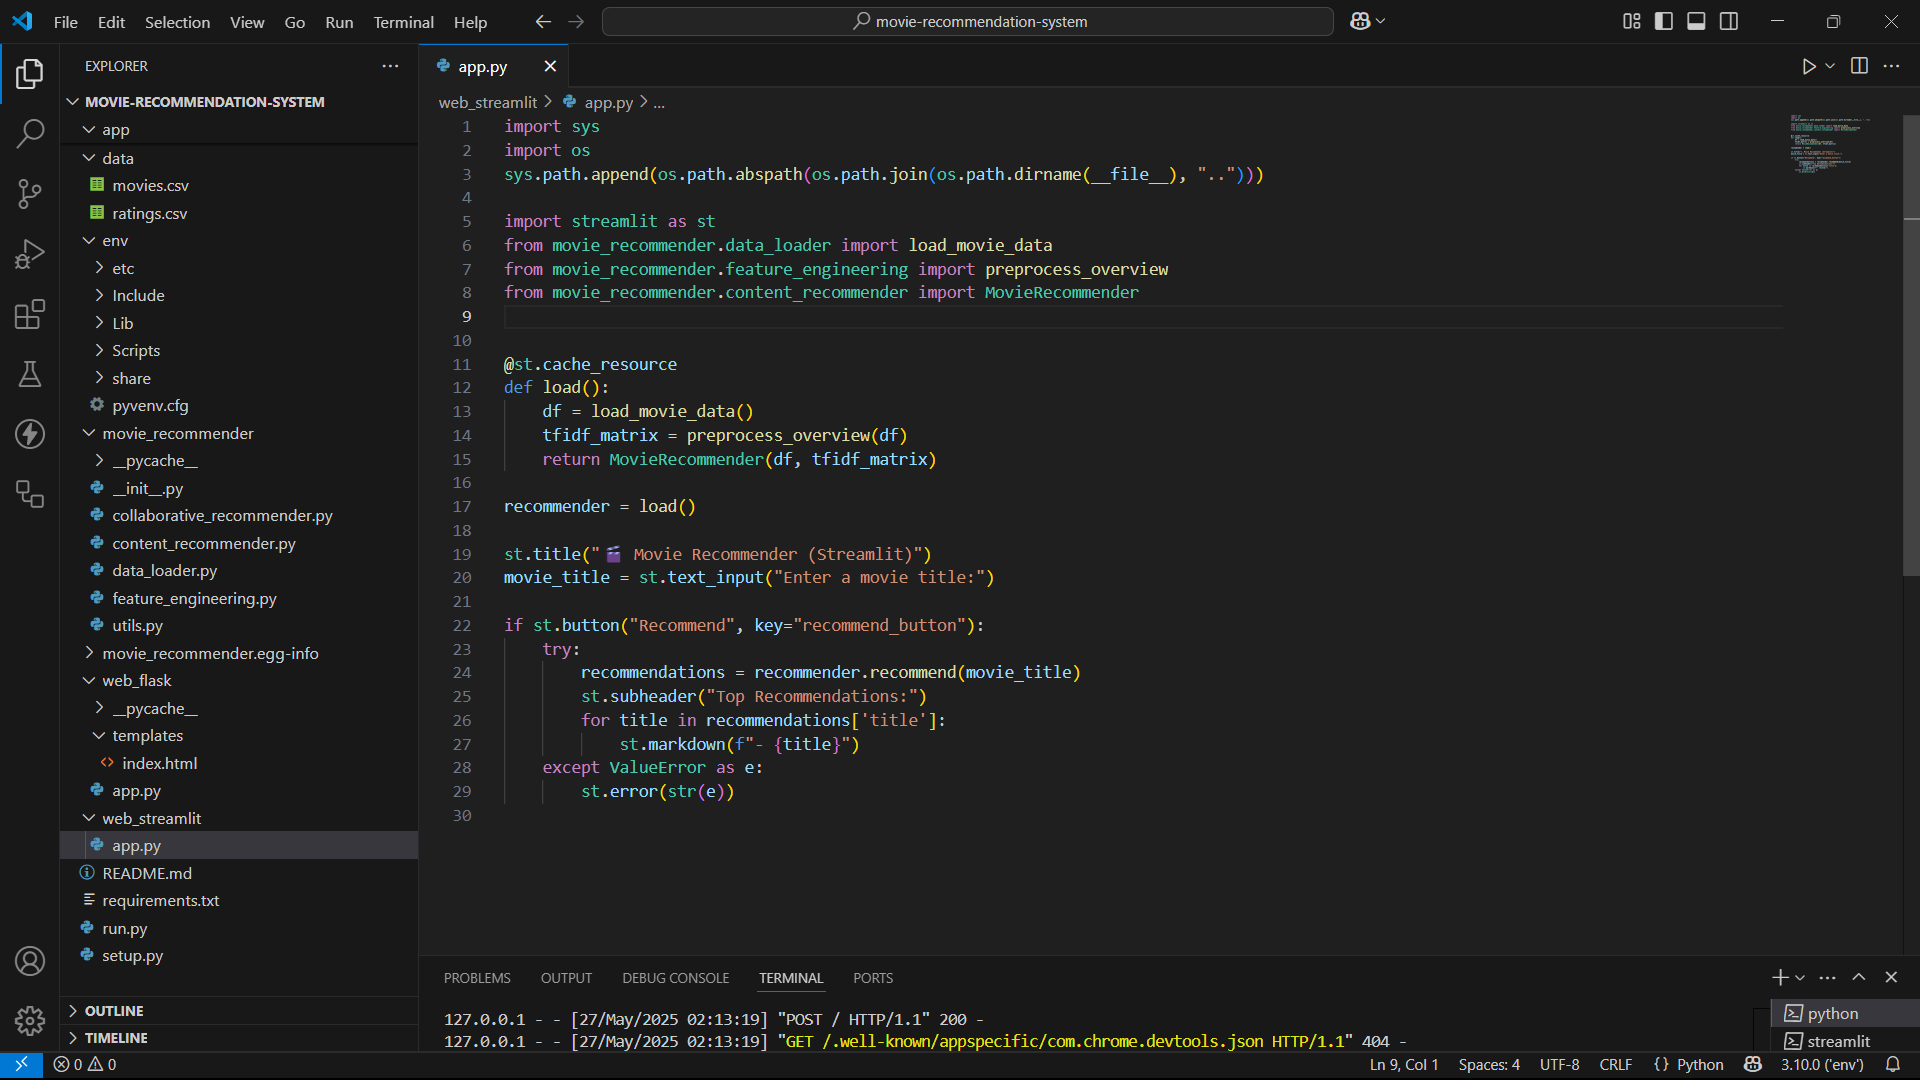 File Edit Selection View Go Run Terminal Help movie-recommendation-system
EXPLORER
MOVIE-RECOMMENDATION-SYSTEM
app
data
movies.csv
ratings.csv
env
etc
Include
Lib
Scripts
share
pyvenv.cfg
movie_recommender
__pycache__
__init__.py
collaborative_recommender.py
content_recommender.py
data_loader.py
feature_engineering.py
utils.py
movie_recommender.egg-info
web_flask
__pycache__
templates
index.html
app.py
web_streamlit
app.py
README.md
requirements.txt
run.py
setup.py
OUTLINE
TIMELINE
app.py
web_streamlit > app.py > ...
1 import sys
2 import os
3 sys.path.append(os.path.abspath(os.path.join(os.path.dirname(__file__), "..")))
4
5 import streamlit as st
6 from movie_recommender.data_loader import load_movie_data
7 from movie_recommender.feature_engineering import preprocess_overview
8 from movie_recommender.content_recommender import MovieRecommender
9
10
11 @st.cache_resource
12 def load():
13     df = load_movie_data()
14     tfidf_matrix = preprocess_overview(df)
15     return MovieRecommender(df, tfidf_matrix)
16
17 recommender = load()
18
19 st.title("🎬 Movie Recommender (Streamlit)")
20 movie_title = st.text_input("Enter a movie title:")
21
22 if st.button("Recommend", key="recommend_button"):
23     try:
24         recommendations = recommender.recommend(movie_title)
25         st.subheader("Top Recommendations:")
26         for title in recommendations['title']:
27             st.markdown(f"- {title}")
28     except ValueError as e:
29         st.error(str(e))
30
PROBLEMS OUTPUT DEBUG CONSOLE TERMINAL PORTS
127.0.0.1 - - [27/May/2025 02:13:19] "POST / HTTP/1.1" 200 -
127.0.0.1 - - [27/May/2025 02:13:19] "GET /.well-known/appspecific/com.chrome.devtools.json HTTP/1.1" 404 -
python
streamlit
0 0 Ln 9, Col 1 Spaces: 4 UTF-8 CRLF {} Python 3.10.0 ('env')